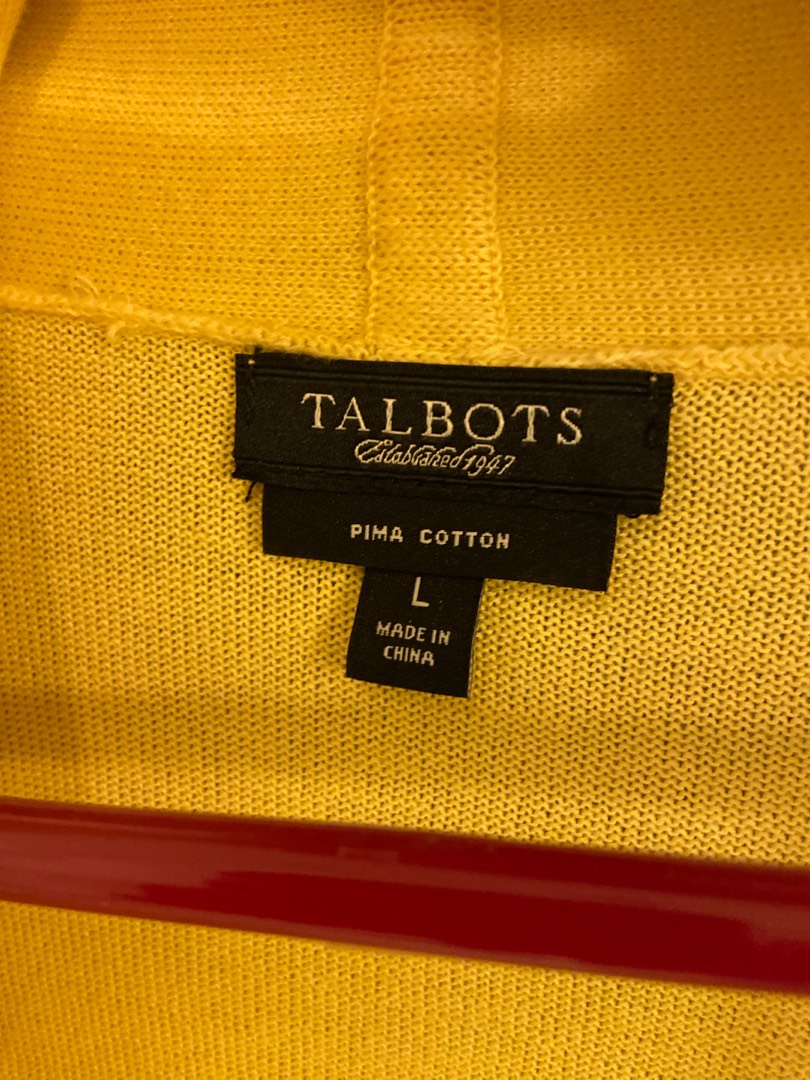 TALBOTS
Established 1947
PIMA COTTON
L
MADE IN
CHINA